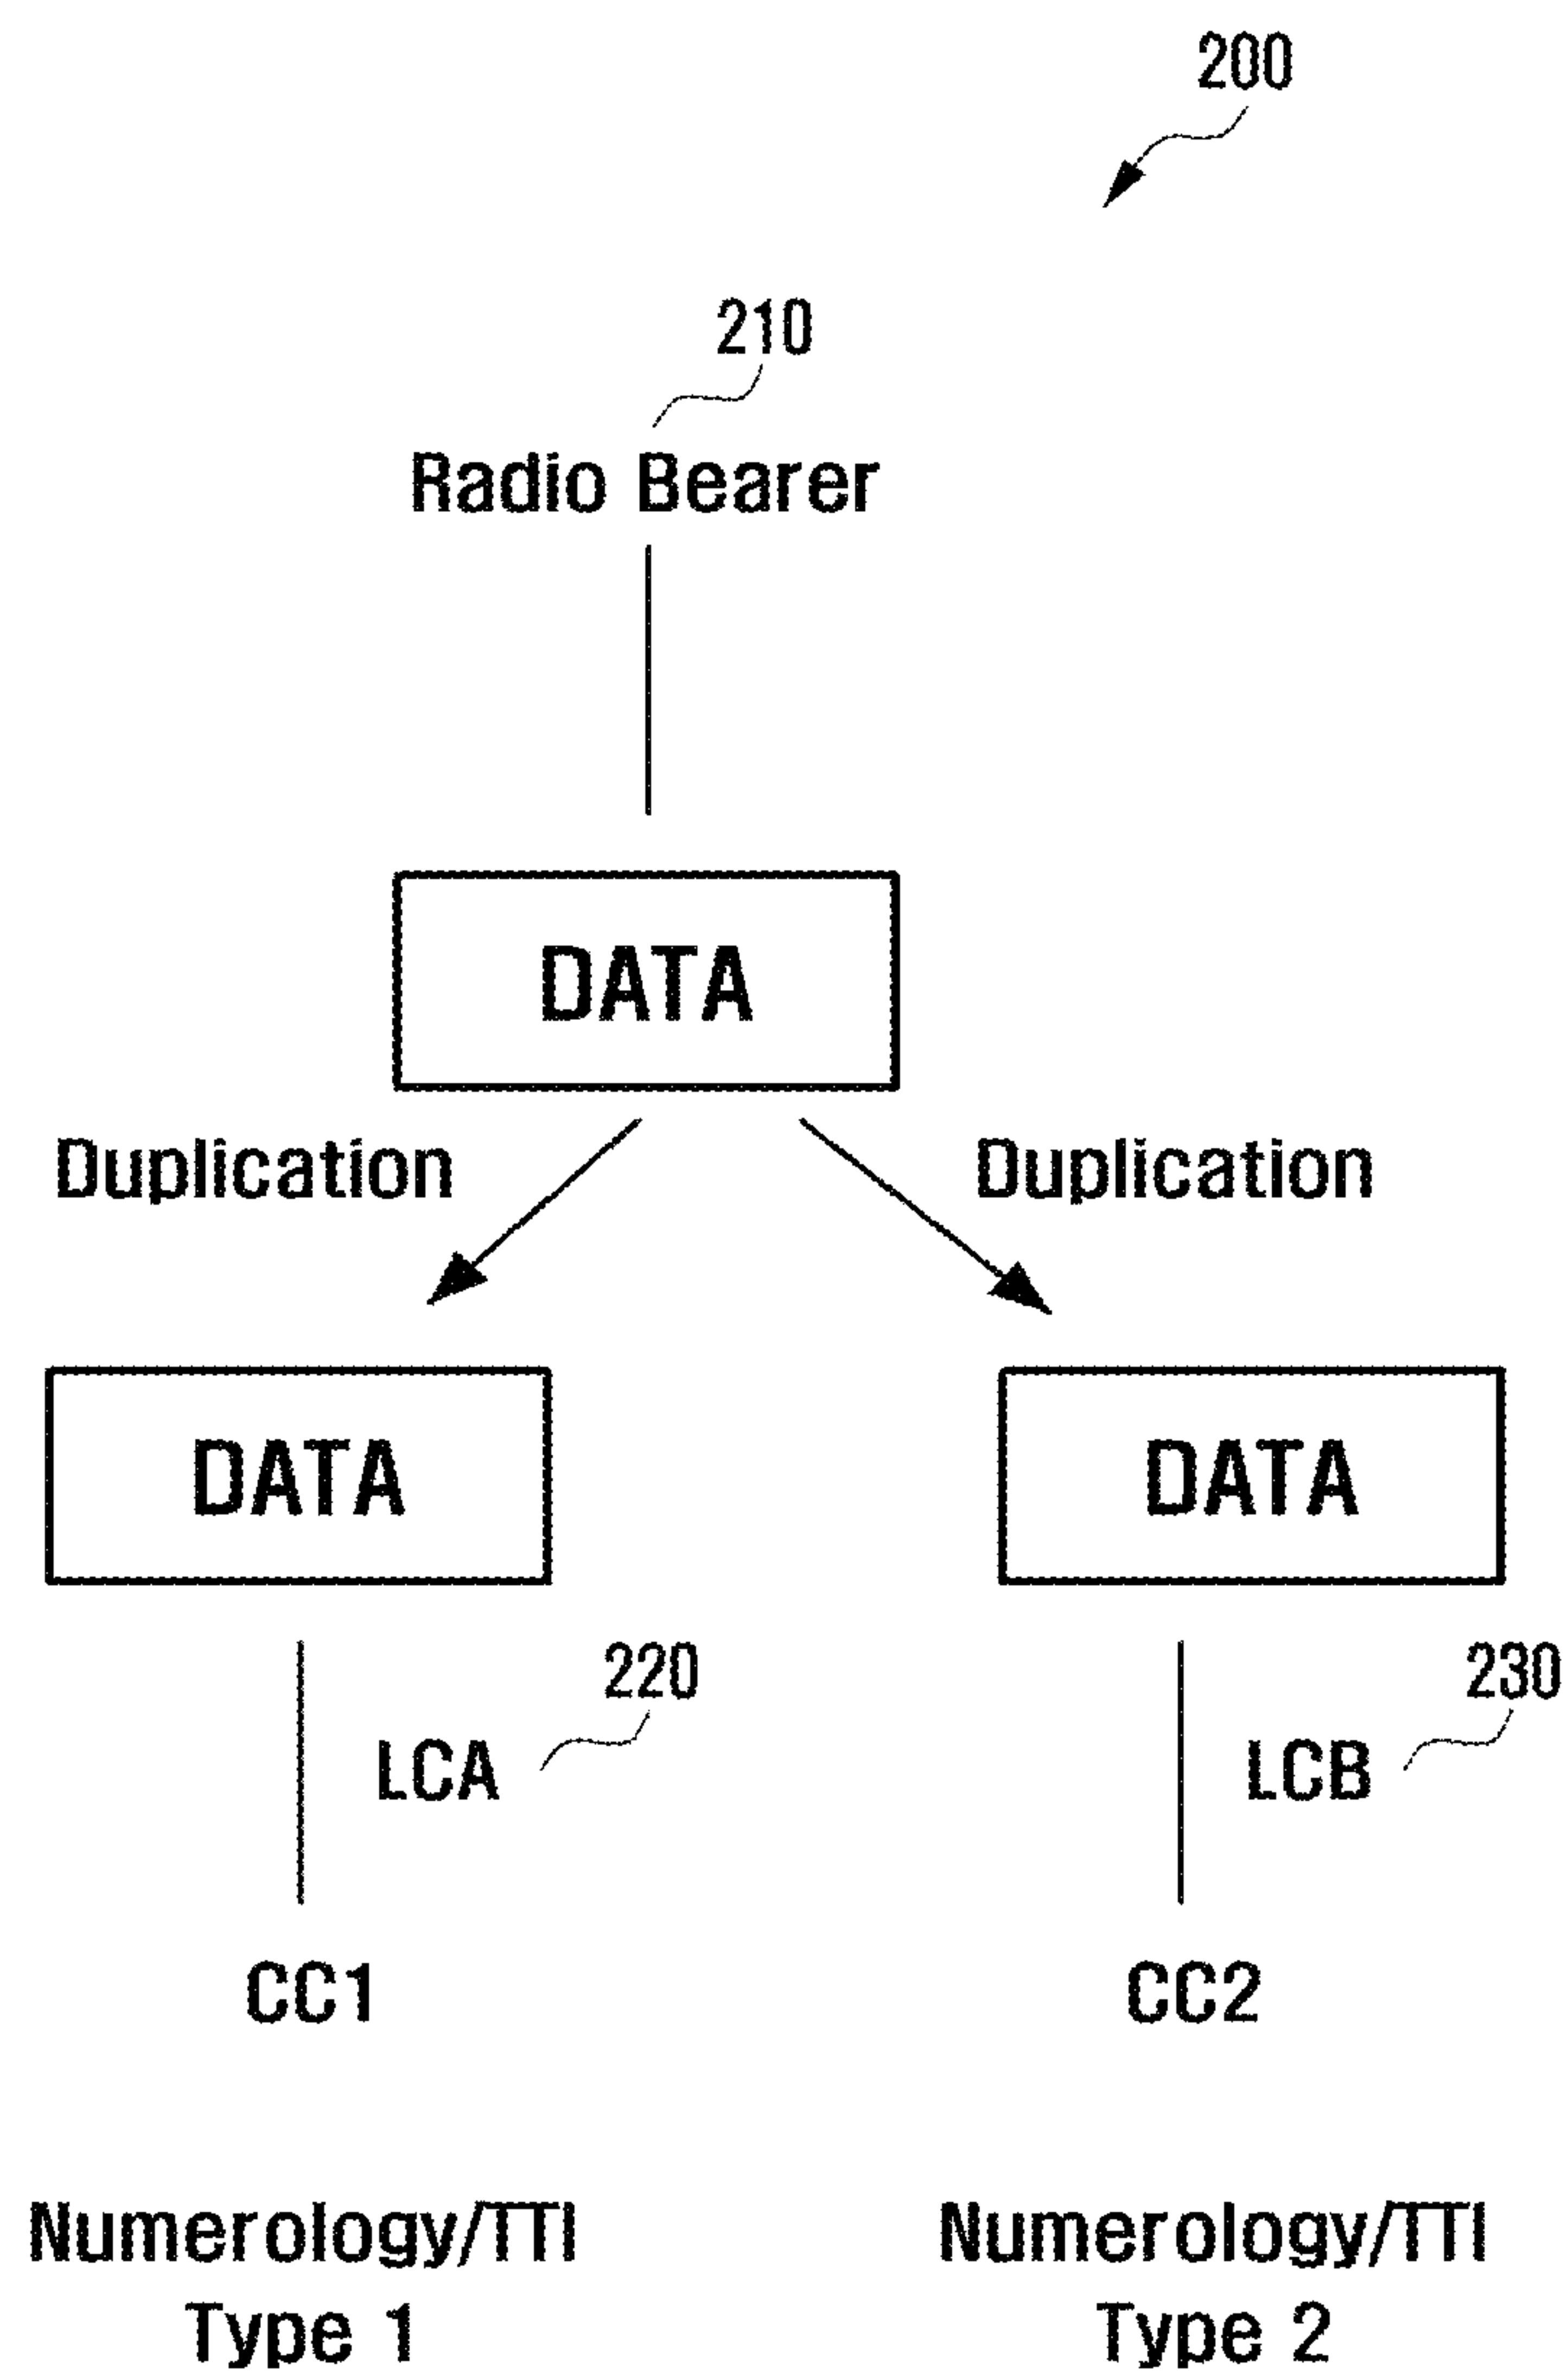 200
210
Radio Bearer
DATA
Duplication
Duplication
DATA
DATA
220
230
LCA
LCB
CC1
CC2
Numerology/TTI
Type 1
Numerology/TTI
Type 2